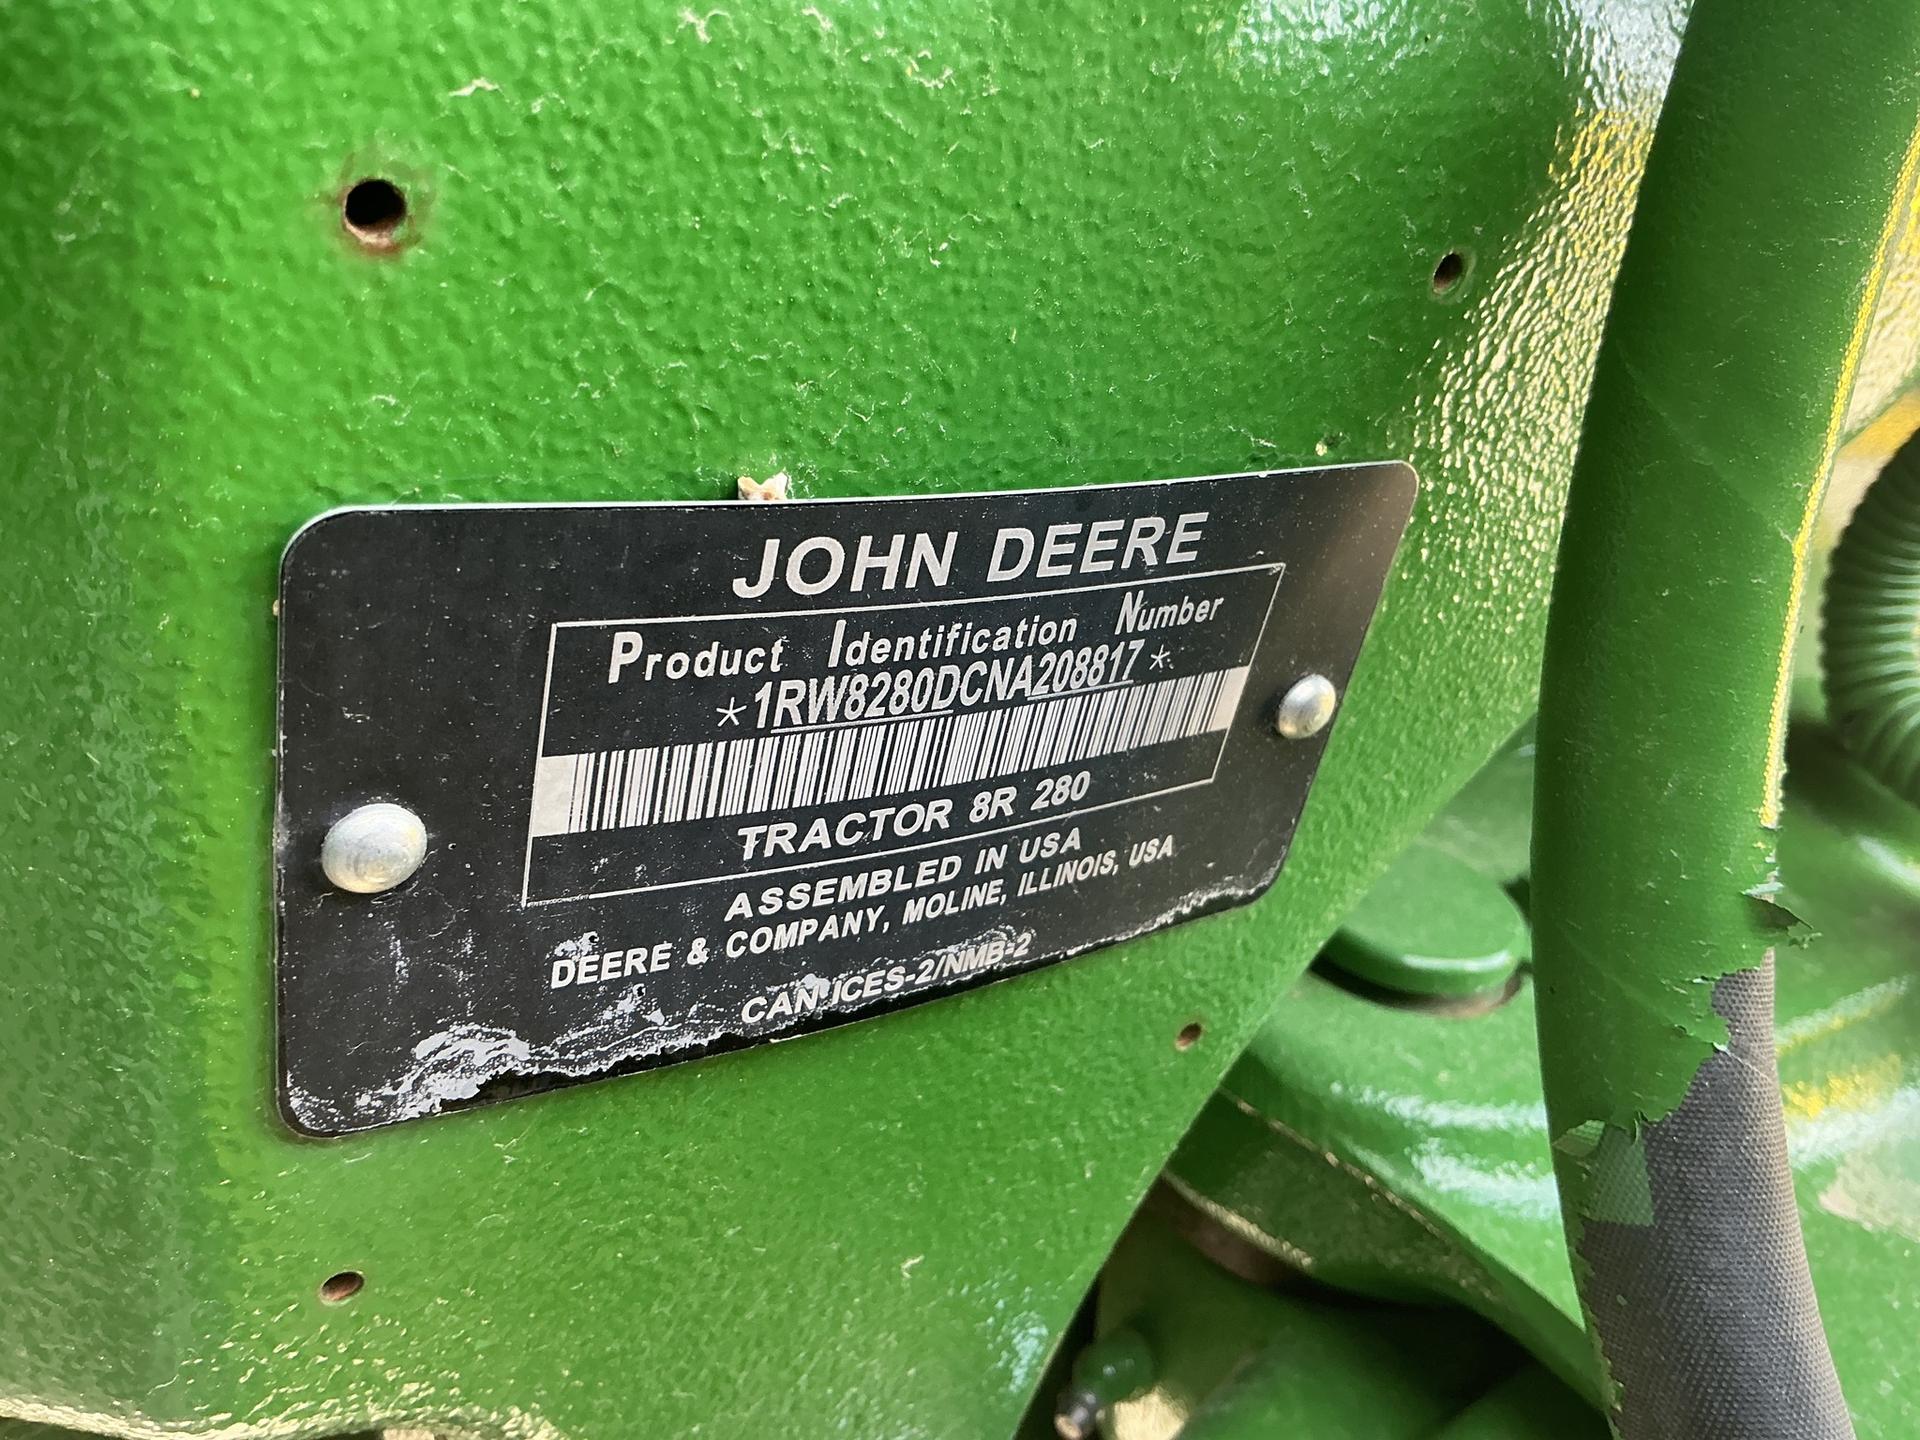 JOHN DEERE
Product Identification Number
*1RW8280DCNA208817*
TRACTOR 8R 280
ASSEMBLED IN USA
DEERE & COMPANY, MOLINE, ILLINOIS, USA
CAN ICES-2/NMB-2